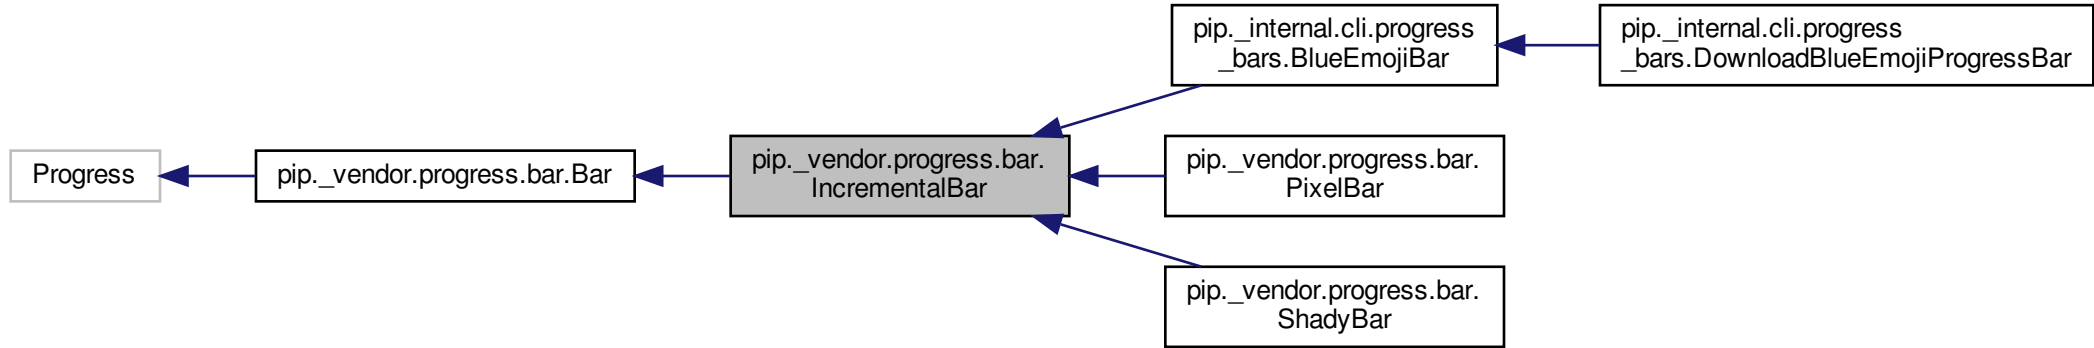 Progress
pip._vendor.progress.bar.Bar
pip._vendor.progress.bar.
IncrementalBar
pip._internal.cli.progress
_bars.BlueEmojiBar
pip._internal.cli.progress
_bars.DownloadBlueEmojiProgressBar
pip._vendor.progress.bar.
PixelBar
pip._vendor.progress.bar.
ShadyBar